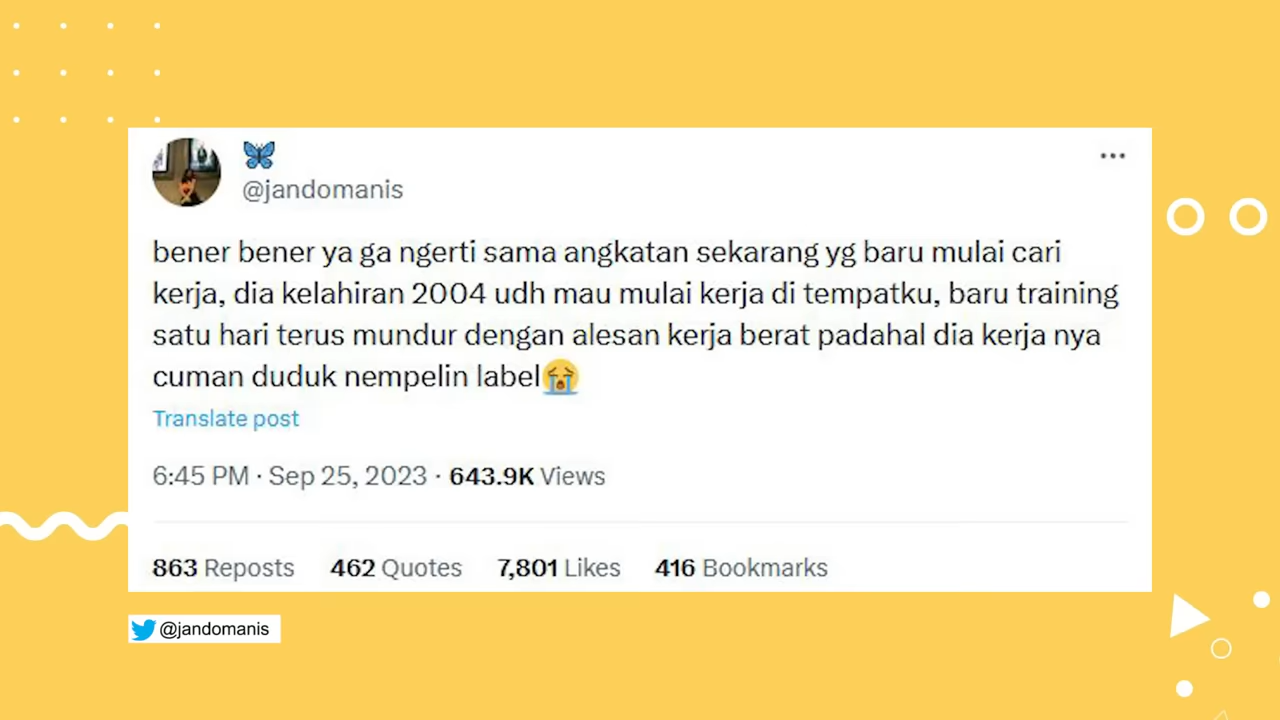 @jandomanis
bener bener ya ga ngerti sama angkatan sekarang yg baru mulai cari
kerja, dia kelahiran 2004 udh mau mulai kerja di tempatku, baru training
satu hari terus mundur dengan alesan kerja berat padahal dia kerja nya
cuman duduk nempelin label😭
Translate post
6:45 PM · Sep 25, 2023 · 643.9K Views
863 Reposts 462 Quotes 7,801 Likes 416 Bookmarks
@jandomanis